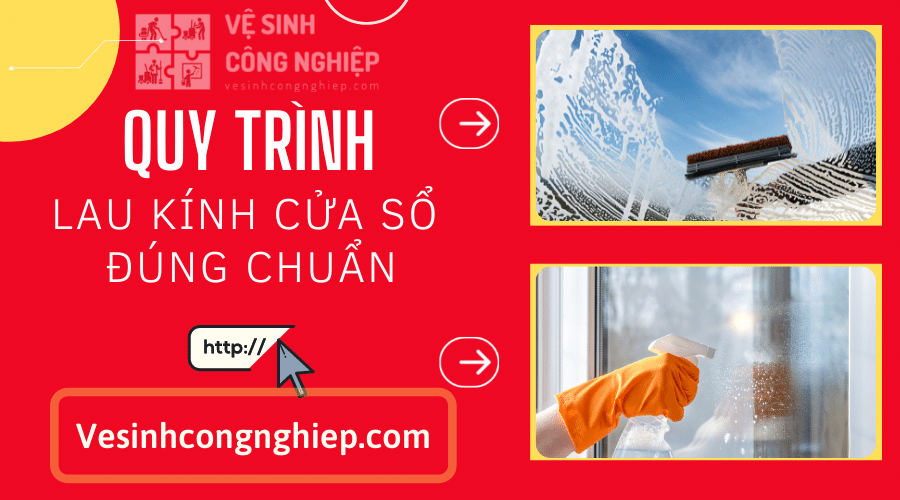 VỆ SINH
CÔNG NGHIỆP
vesinhcongnghiep.com
QUY TRÌNH
LAU KÍNH CỬA SỔ
ĐÚNG CHUẨN
http://
Vesinhcongnghiep.com